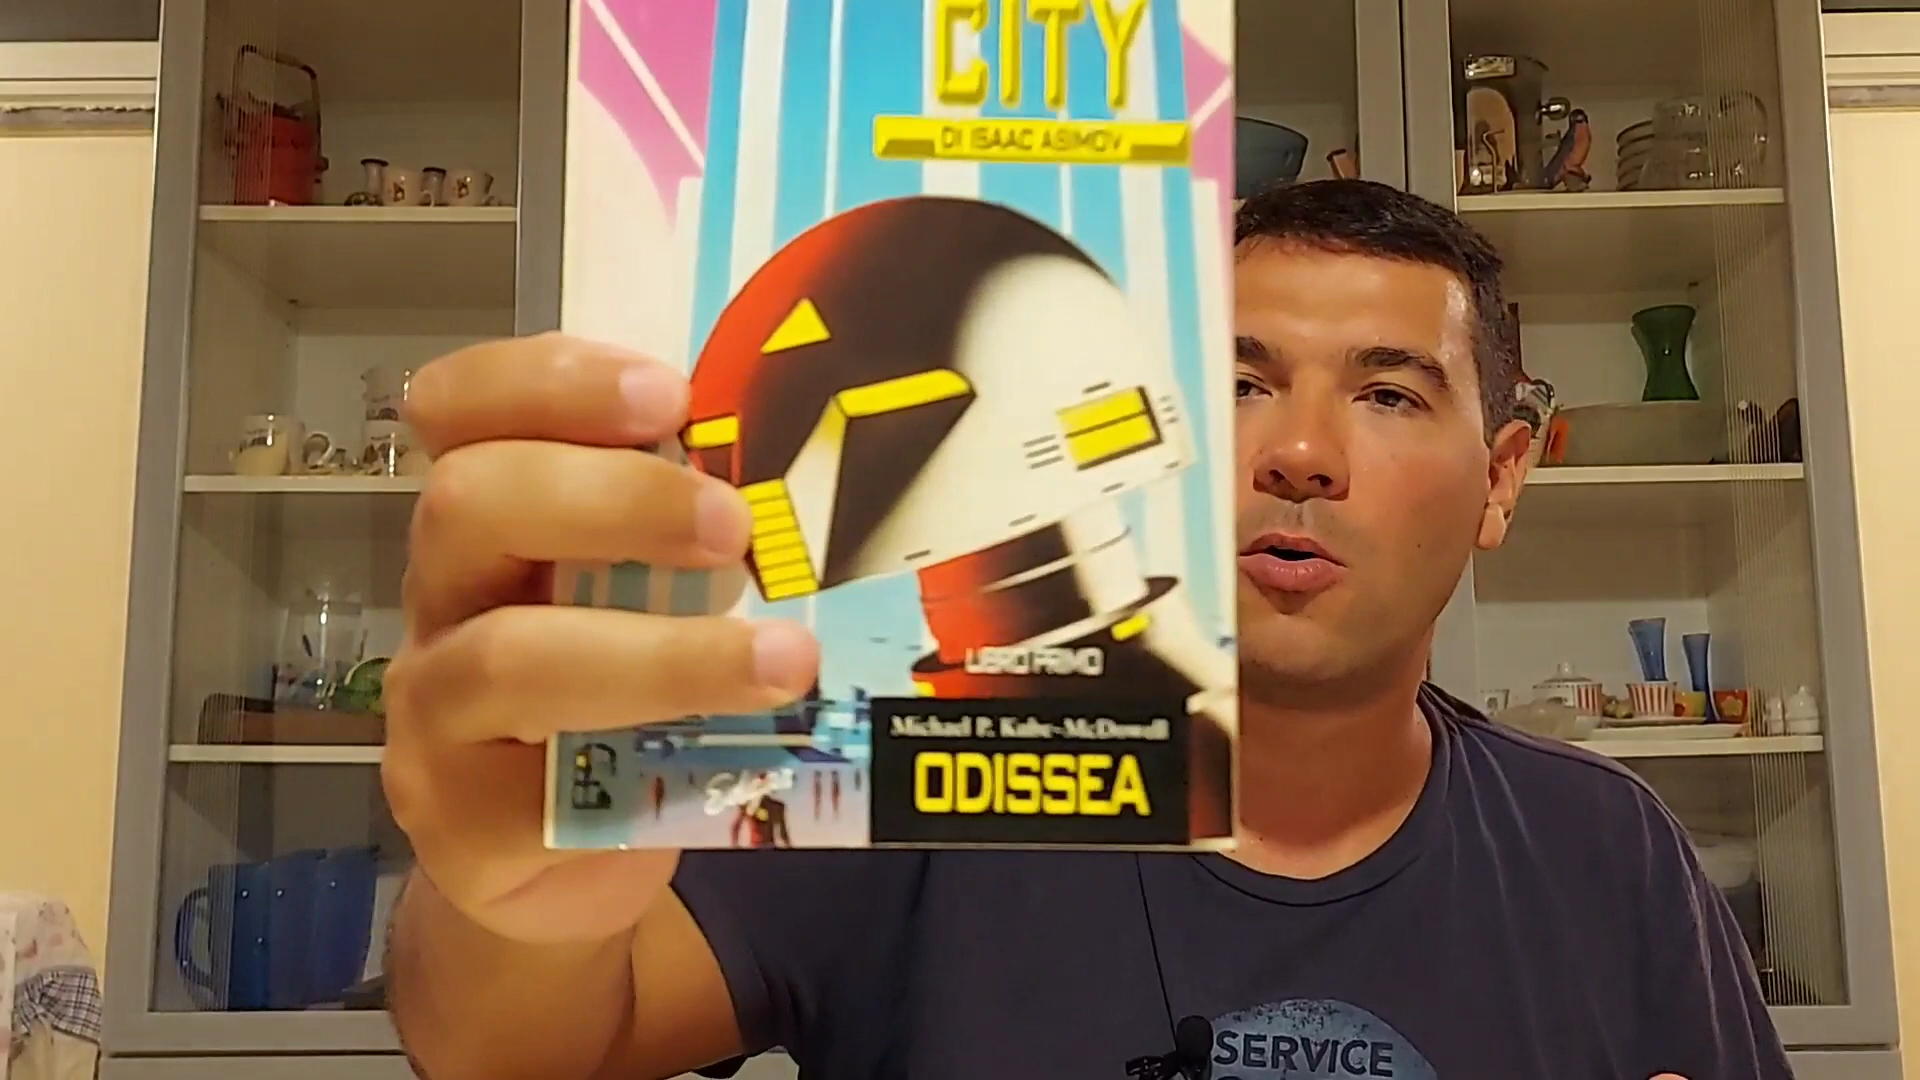 CITY
DI ISAAC ASIMOV
LIBRO PRIMO
Michael P. Kube-McDowell
ODISSEA
SERVICE